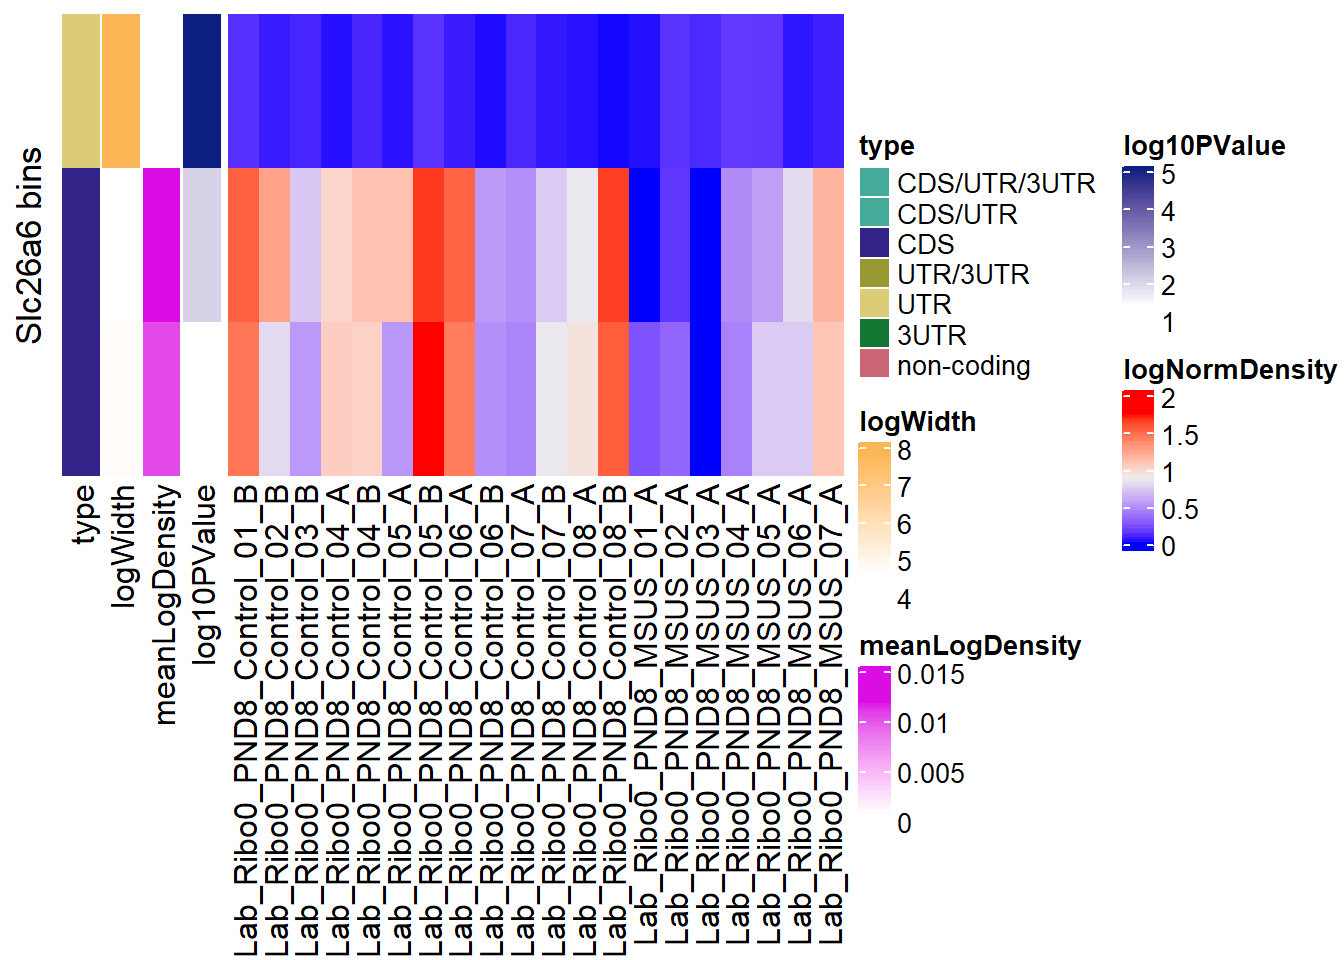 Slc26a6 bins
type
logWidth
meanLogDensity
log10PValue
Lab_Ribo0_PND8_Control_01_B
Lab_Ribo0_PND8_Control_02_B
Lab_Ribo0_PND8_Control_03_B
Lab_Ribo0_PND8_Control_04_A
Lab_Ribo0_PND8_Control_04_B
Lab_Ribo0_PND8_Control_05_A
Lab_Ribo0_PND8_Control_05_B
Lab_Ribo0_PND8_Control_06_A
Lab_Ribo0_PND8_Control_06_B
Lab_Ribo0_PND8_Control_07_A
Lab_Ribo0_PND8_Control_07_B
Lab_Ribo0_PND8_Control_08_A
Lab_Ribo0_PND8_Control_08_B
Lab_Ribo0_PND8_MSUS_01_A
Lab_Ribo0_PND8_MSUS_02_A
Lab_Ribo0_PND8_MSUS_03_A
Lab_Ribo0_PND8_MSUS_04_A
Lab_Ribo0_PND8_MSUS_05_A
Lab_Ribo0_PND8_MSUS_06_A
Lab_Ribo0_PND8_MSUS_07_A
type
CDS/UTR/3UTR
CDS/UTR
CDS
UTR/3UTR
UTR
3UTR
non-coding
logWidth
8
7
6
5
4
meanLogDensity
0.015
0.01
0.005
0
log10PValue
5
4
3
2
1
logNormDensity
2
1.5
1
0.5
0